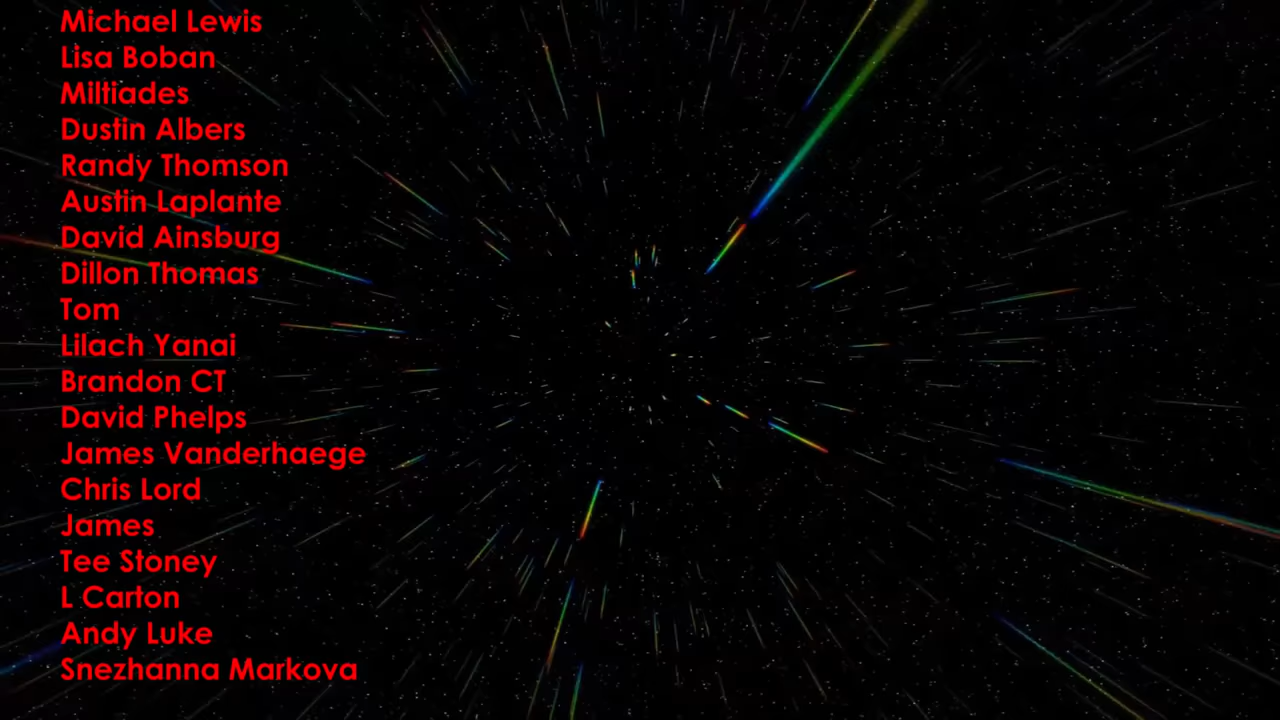 Michael Lewis
Lisa Boban
Miltiades
Dustin Albers
Randy Thomson
Austin Laplante
David Ainsburg
Dillon Thomas
Tom
Lilach Yanai
Brandon CT
David Phelps
James Vanderhaege
Chris Lord
James
Tee Stoney
L Carton
Andy Luke
Snezhanna Markova